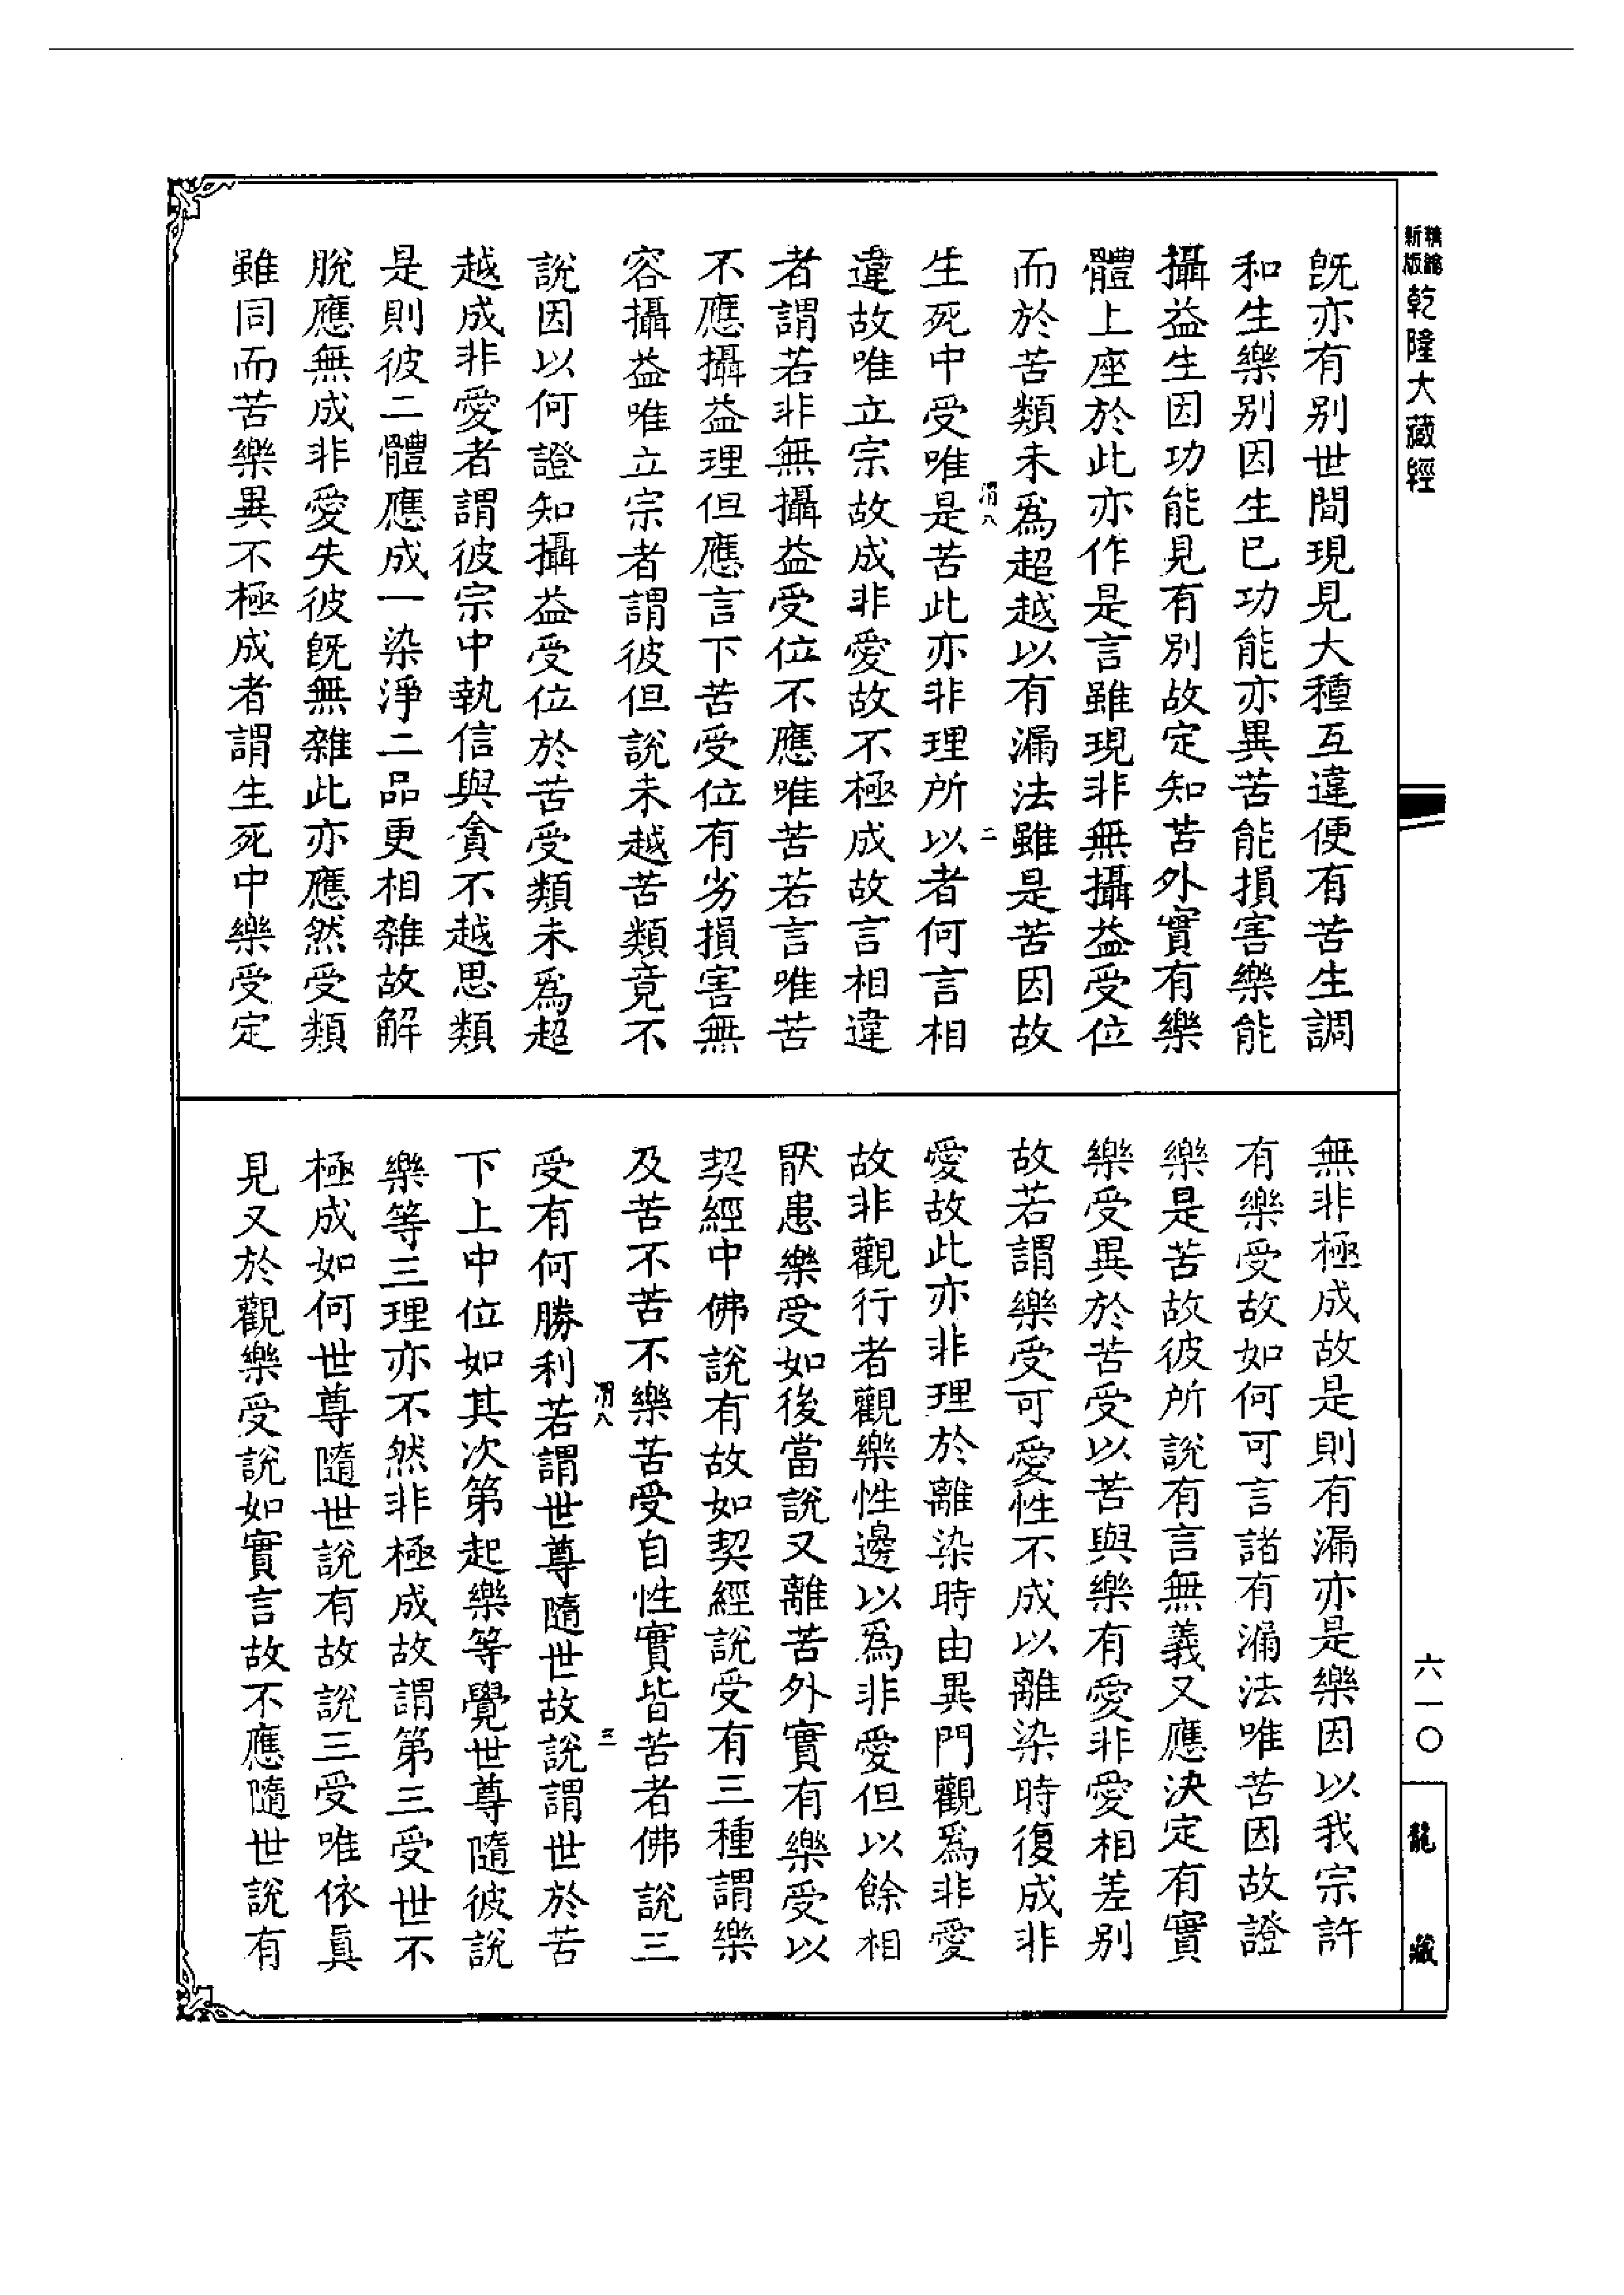 精縮
新版
乾隆大藏經
六一〇
龍藏
既亦有別世間現見大種互違便有苦生調
和生樂別因生已功能亦異苦能損害樂能
攝益生因功能見有別故定知苦外實有樂
體上座於此亦作是言雖現非無攝益受位
而於苦類未爲超越以有漏法雖是苦因故
渭八
二
生死中受唯是苦此亦非理所以者何言相
違故唯立宗故成非愛故不極成故言相違
者謂若非無攝益受位不應唯苦若言唯苦
不應攝益理但應言下苦受位有劣損害無
容攝益唯立宗者謂彼但說未越苦類竟不
說因以何證知攝益受位於苦受類未爲超
越成非愛者謂彼宗中執信與貪不越思類
是則彼二體應成一染淨二品更相雜故解
脫應無成非愛失彼旣無雜此亦應然受類
雖同而苦樂異不極成者謂生死中樂受定
無非極成故是則有漏亦是樂因以我宗許
有樂受故如何可言諸有漏法唯苦因故證
樂是苦故彼所說有言無義又應決定有實
樂受異於苦受以苦與樂有愛非愛相差別
故若謂樂受可愛性不成以離染時復成非
愛故此亦非理於離染時由異門觀爲非愛
故非觀行者觀樂性邊以爲非愛但以餘相
厭患樂受如後當說又離苦外實有樂受以
契經中佛說有故如契經說受有三種謂樂
及苦不苦不樂苦受自性實皆苦者佛說三
渭八
三
受有何勝利若謂世尊隨世故說謂世於苦
下上中位如其次第起樂等覺世尊隨彼說
樂等三理亦不然非極成故謂第三受世不
極成如何世尊隨世說有故說三受唯依眞
見又於觀樂受說如實言故不應隨世說有